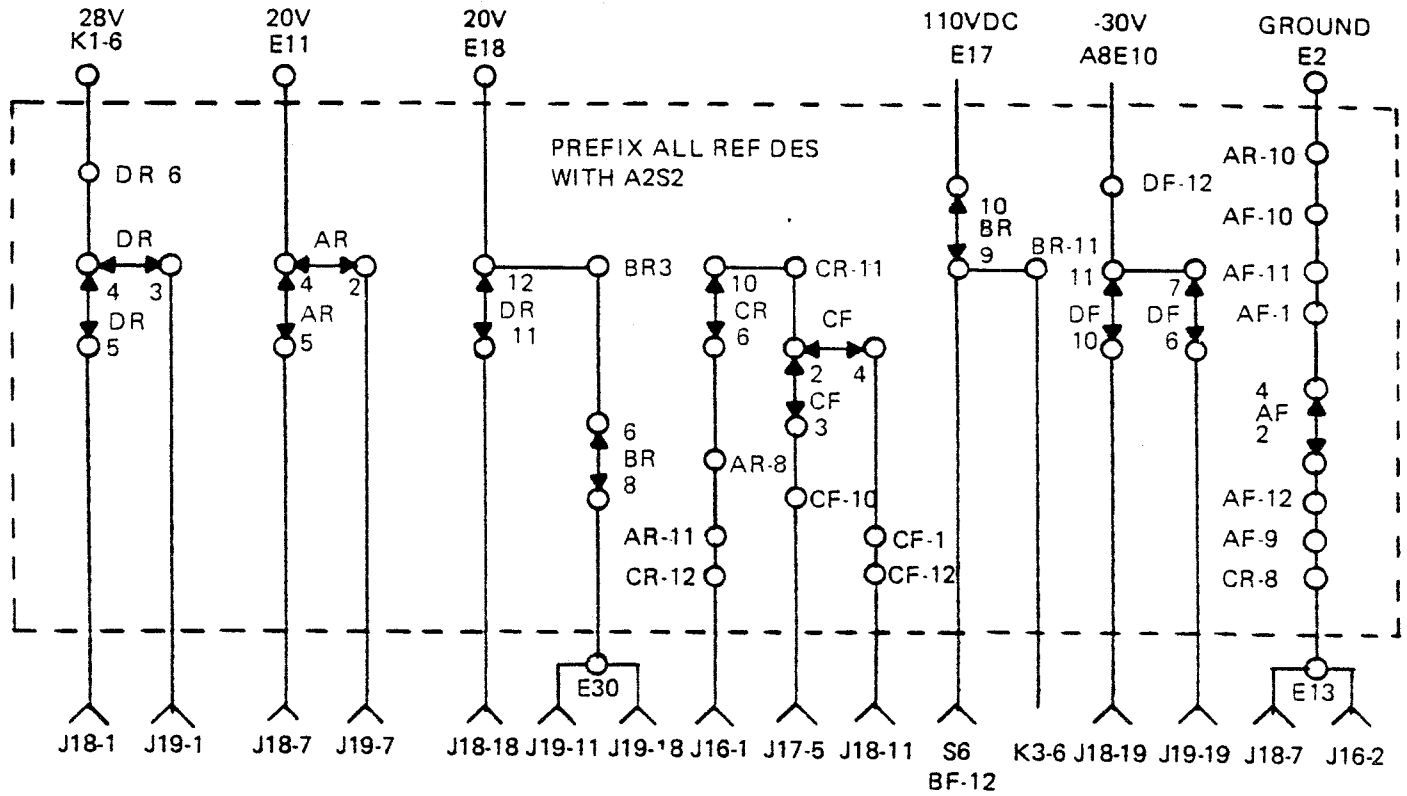 28V
K1-6
20V
E11
20V
E18
110VDC
E17
-30V
A8E10
GROUND
E2
PREFIX ALL REF DES
WITH A2S2
DR 6
DR
4
3
DR
5
AR
4
2
AR
5
12
DR
11
BR3
6
BR
8
10
CR
6
CR-11
CF
2
4
CF
3
AR-8
CF-10
AR-11
CR-12
CF-1
CF-12
10
BR
9
BR-11
DF-12
11
7
DF
10
DF
6
AR-10
AF-10
AF-11
AF-1
4
AF
2
AF-12
AF-9
CR-8
E30
E13
J18-1
J19-1
J18-7
J19-7
J18-18
J19-11
J19-18
J16-1
J17-5
J18-11
S6
BF-12
K3-6
J18-19
J19-19
J18-7
J16-2